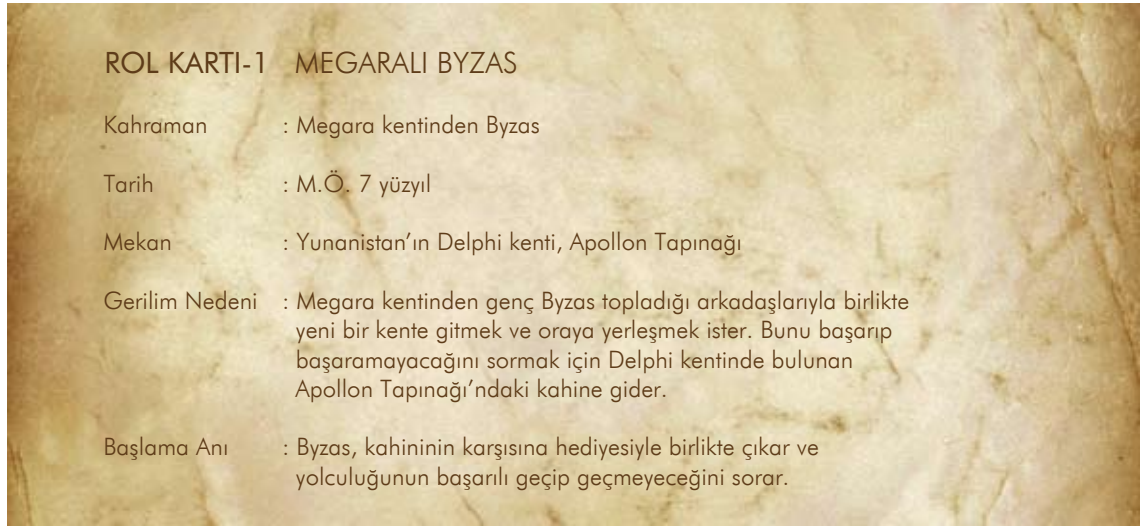 ROL KARTI-1 MEGARALI BYZAS
Kahraman : Megara kentinden Byzas
Tarih : M.Ö. 7 yüzyıl
Mekan : Yunanistan’ın Delphi kenti, Apollon Tapınağı
Gerilim Nedeni : Megara kentinden genç Byzas topladığı arkadaşlarıyla birlikte
yeni bir kente gitmek ve oraya yerleşmek ister. Bunu başarıp
başaramayacağını sormak için Delphi kentinde bulunan
Apollon Tapınağı’ndaki kahine gider.
Başlama Anı : Byzas, kahininin karşısına hediyesiyle birlikte çıkar ve
yolculuğunun başarılı geçip geçmeyeceğini sorar.